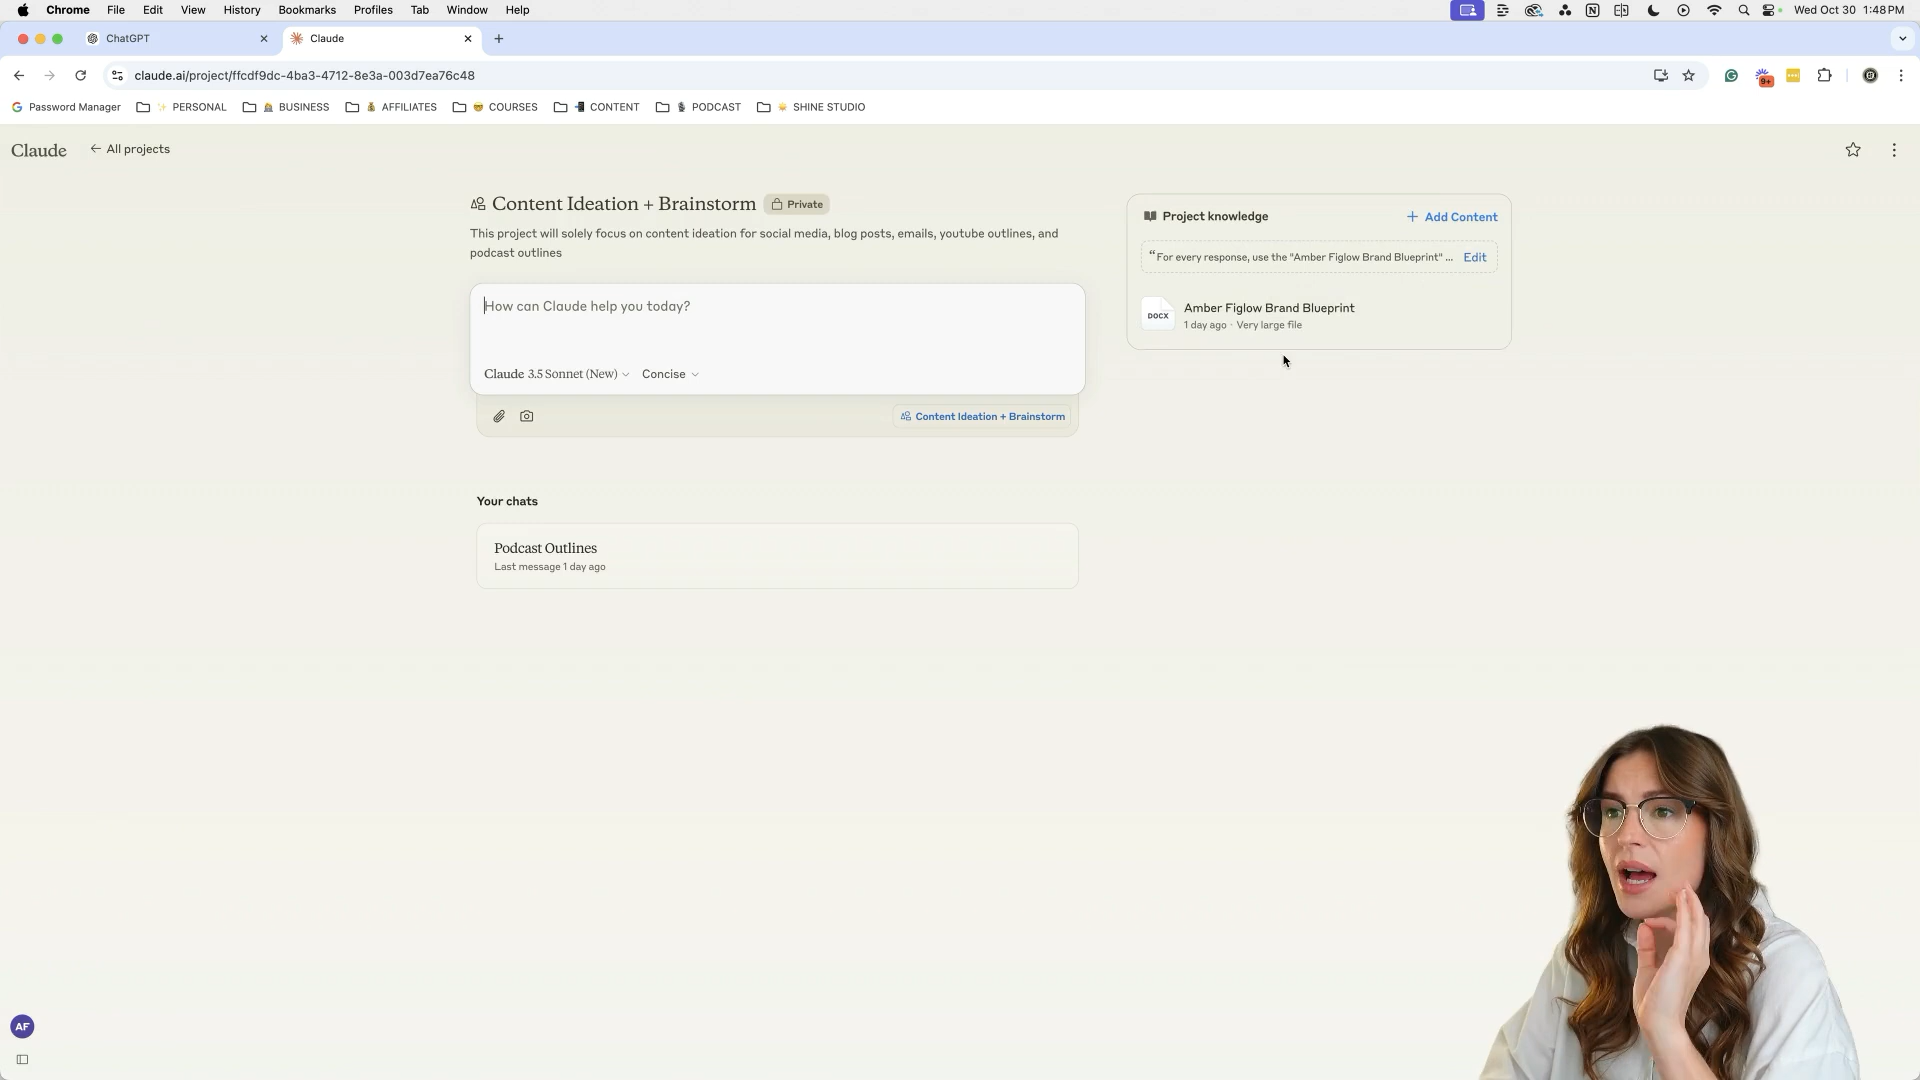 Chrome File Edit View History Bookmarks Profiles Tab Window Help
Wed Oct 30 1:48 PM
ChatGPT
Claude
claude.ai/project/ffcdf9dc-4ba3-4712-8e3a-003d7ea76c48
9+
Password Manager PERSONAL BUSINESS AFFILIATES COURSES CONTENT PODCAST SHINE STUDIO
Claude
All projects
Content Ideation + Brainstorm Private
This project will solely focus on content ideation for social media, blog posts, emails, youtube outlines, and
podcast outlines
How can Claude help you today?
Claude 3.5 Sonnet (New) Concise
Content Ideation + Brainstorm
Your chats
Podcast Outlines
Last message 1 day ago
Project knowledge
+ Add Content
“For every response, use the "Amber Figlow Brand Blueprint" ... Edit
DOCX
Amber Figlow Brand Blueprint
1 day ago · Very large file
AF